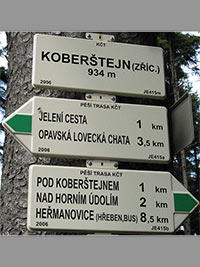 KČT
KOBERŠTEJN (ZŘÍC.)
934 m
2006 JE415m
PĚŠÍ TRASA KČT
JELENÍ CESTA 1 km
OPAVSKÁ LOVECKÁ CHATA 3,5 km
2008 JE415a
PĚŠÍ TRASA KČT
POD KOBERŠTEJNEM 1 km
NAD HORNÍM ÚDOLÍM 2 km
HEŘMANOVICE (HŘEBEN,BUS) 8,5 km
2006 JE415b